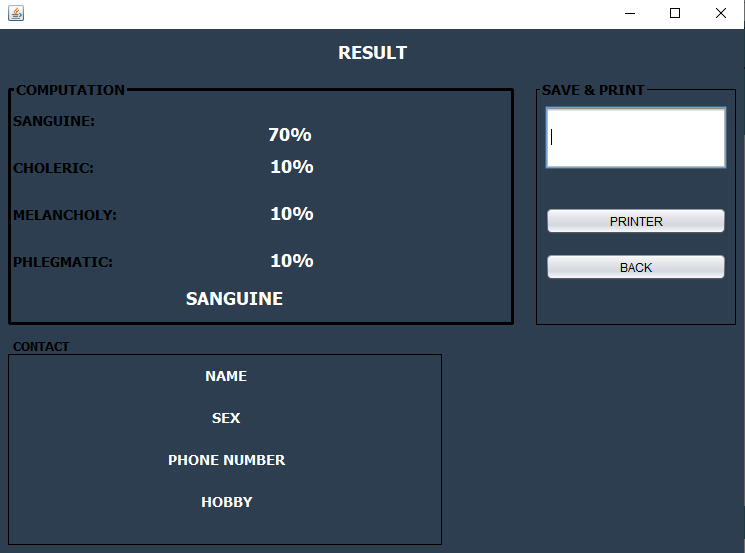 RESULT
COMPUTATION
SANGUINE:
70%
CHOLERIC:
10%
MELANCHOLY:
10%
PHLEGMATIC:
10%
SANGUINE
SAVE & PRINT
PRINTER
BACK
CONTACT
NAME
SEX
PHONE NUMBER
HOBBY